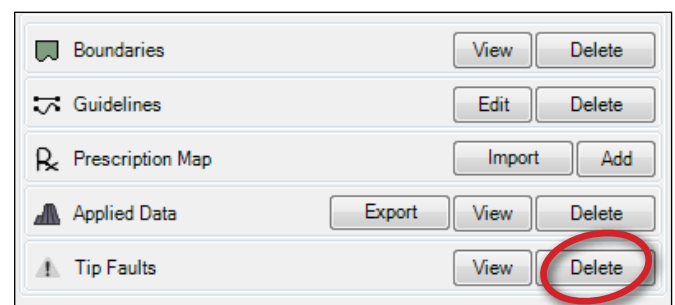 Boundaries View Delete
Guidelines Edit Delete
Rx Prescription Map Import Add
Applied Data Export View Delete
! Tip Faults View Delete